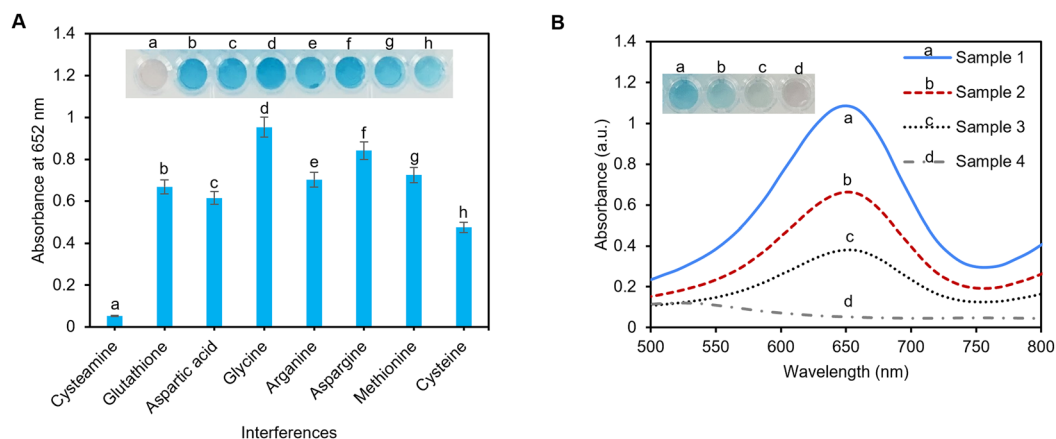 A
Absorbance at 652 nm
1.4
1.2
1
0.8
0.6
0.4
0.2
0
a b c d e f g h
a
b
c
d
e
f
g
h
Cysteamine
Glutathione
Aspartic acid
Glycine
Arganine
Aspargine
Methionine
Cysteine
Interferences
B
Absorbance (a.u.)
1.4
1.2
1
0.8
0.6
0.4
0.2
0
a b c d
a Sample 1
b Sample 2
c Sample 3
d Sample 4
a
b
c
d
500 550 600 650 700 750 800
Wavelength (nm)